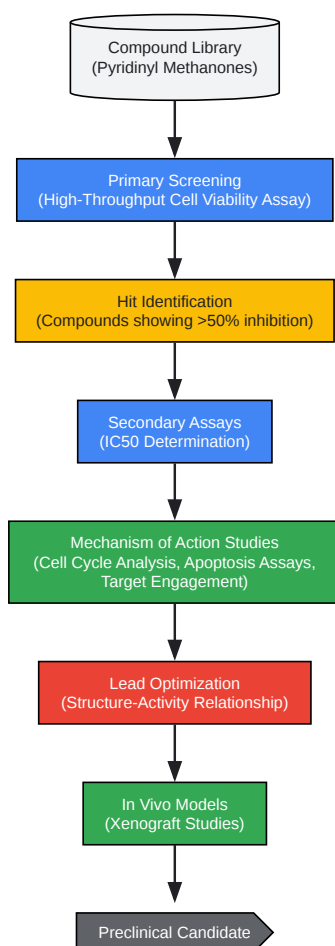 Compound Library
(Pyridinyl Methanones)
Primary Screening
(High-Throughput Cell Viability Assay)
Hit Identification
(Compounds showing >50% inhibition)
Secondary Assays
(IC50 Determination)
Mechanism of Action Studies
(Cell Cycle Analysis, Apoptosis Assays,
Target Engagement)
Lead Optimization
(Structure-Activity Relationship)
In Vivo Models
(Xenograft Studies)
Preclinical Candidate